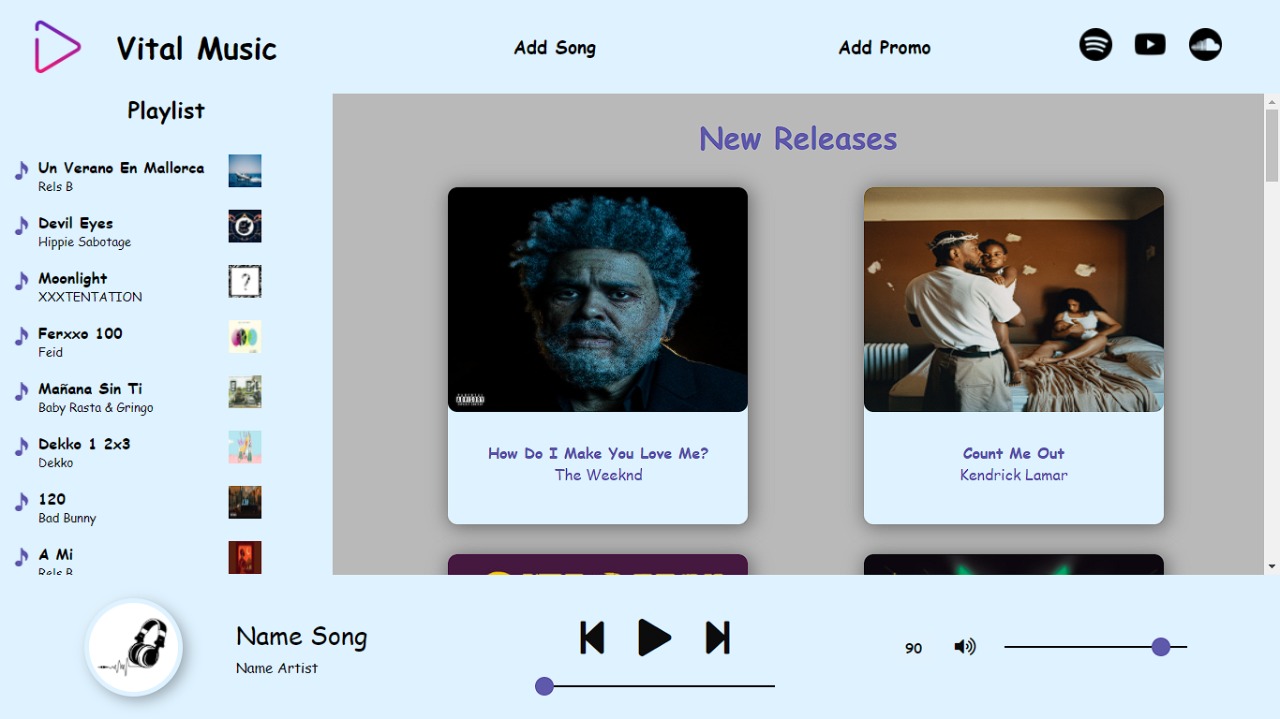 Vital Music
Add Song
Add Promo
Playlist
Un Verano En Mallorca
Rels B
Devil Eyes
Hippie Sabotage
Moonlight
XXXTENTATION
Ferxxo 100
Feid
Mañana Sin Ti
Baby Rasta & Gringo
Dekko 1 2x3
Dekko
120
Bad Bunny
A Mi
Rels B
New Releases
How Do I Make You Love Me?
The Weeknd
Count Me Out
Kendrick Lamar
Name Song
Name Artist
90